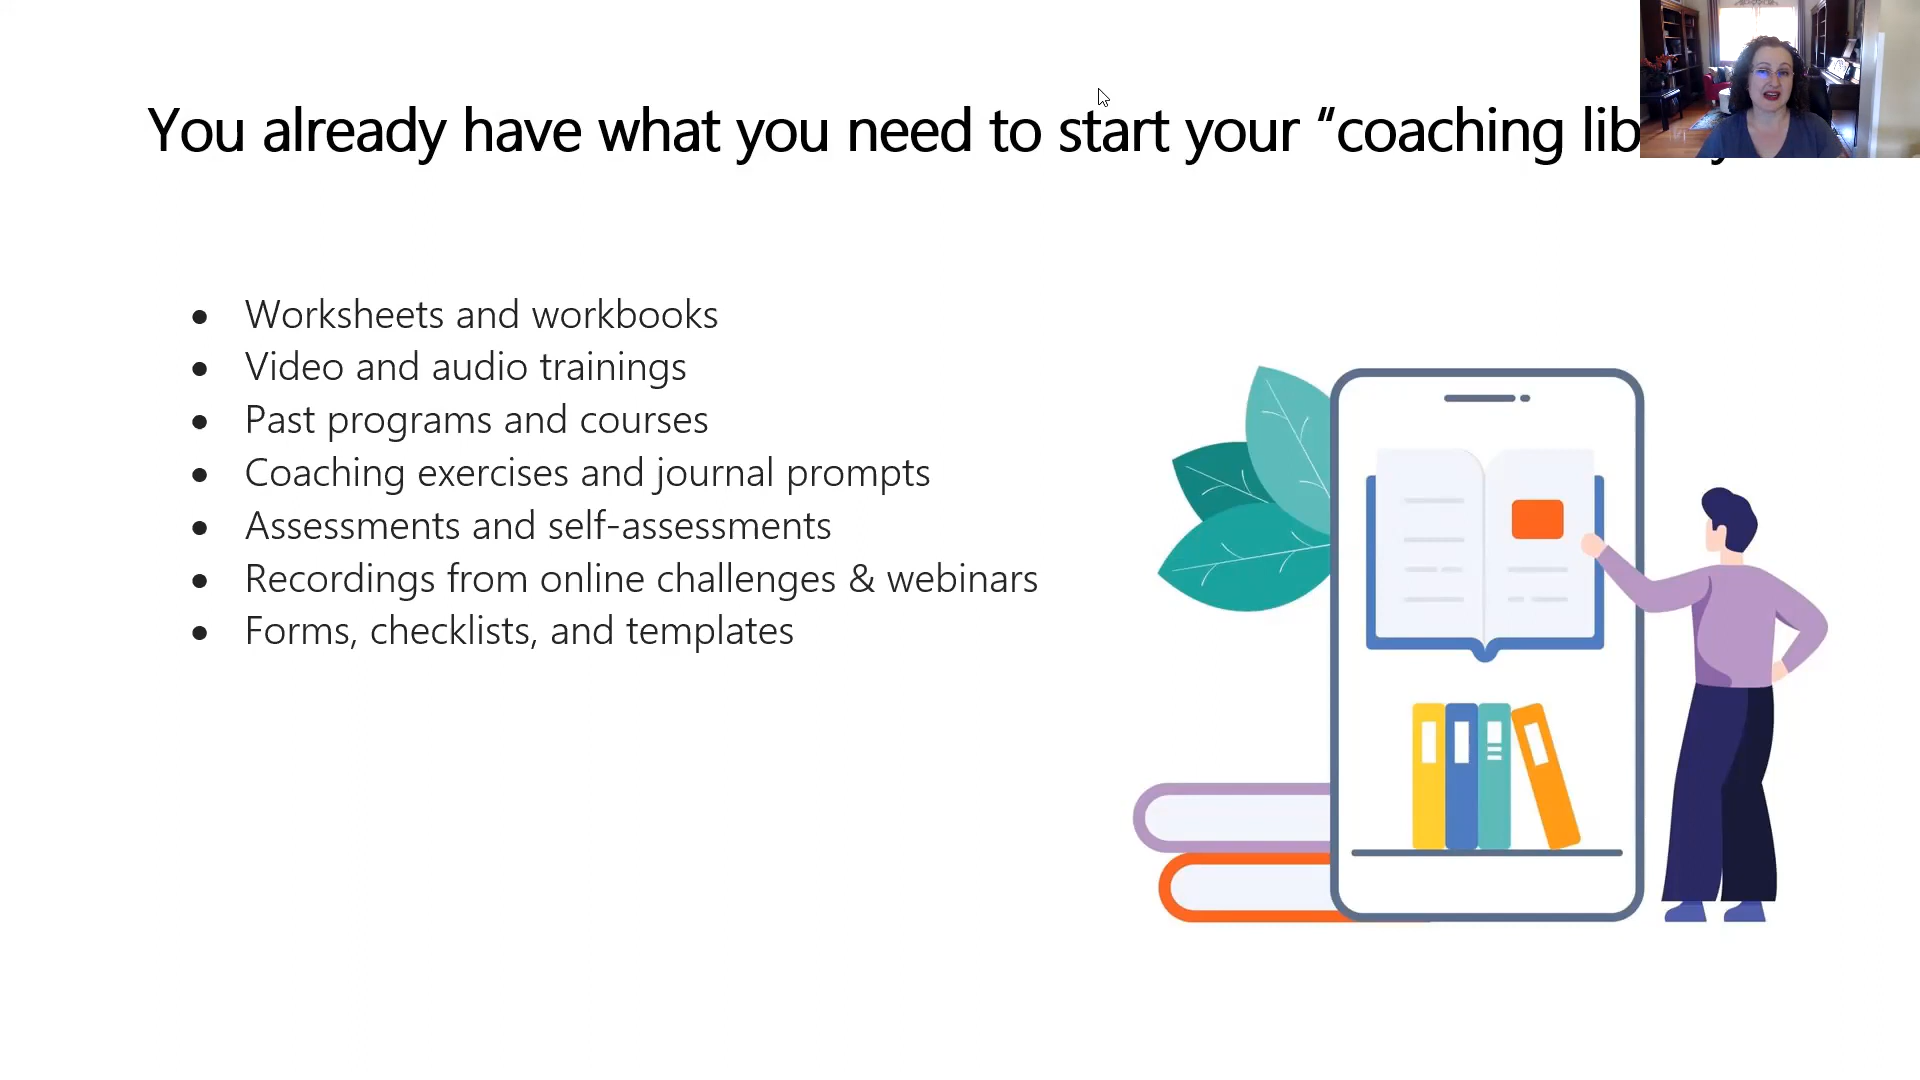 You already have what you need to start your “coaching
• Worksheets and workbooks
• Video and audio trainings
• Past programs and courses
• Coaching exercises and journal prompts
• Assessments and self-assessments
• Recordings from online challenges & webinars
• Forms, checklists, and templates